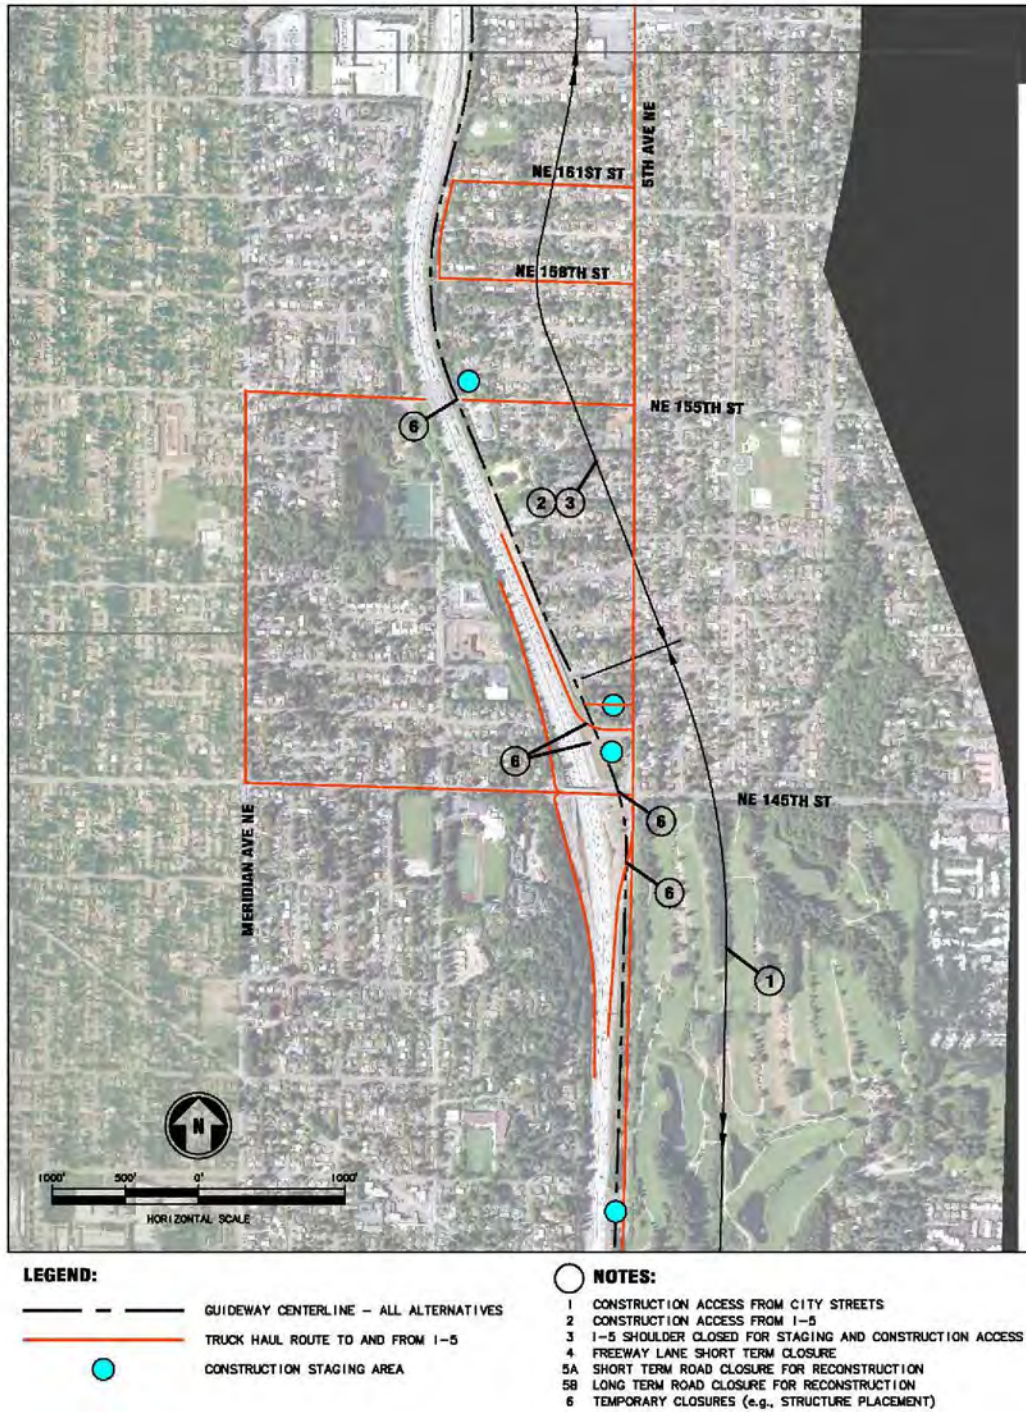 NE 161ST ST
5TH AVE NE
NE 158TH ST
NE 155TH ST
6
2
3
6
NE 145TH ST
6
MERIDIAN AVE NE
6
1
N
1000' 500' 0' 1000'
HORIZONTAL SCALE
LEGEND:
GUIDEWAY CENTERLINE – ALL ALTERNATIVES
TRUCK HAUL ROUTE TO AND FROM I-5
CONSTRUCTION STAGING AREA
NOTES:
1 CONSTRUCTION ACCESS FROM CITY STREETS
2 CONSTRUCTION ACCESS FROM I-5
3 I-5 SHOULDER CLOSED FOR STAGING AND CONSTRUCTION ACCESS
4 FREEWAY LANE SHORT TERM CLOSURE
5A SHORT TERM ROAD CLOSURE FOR RECONSTRUCTION
5B LONG TERM ROAD CLOSURE FOR RECONSTRUCTION
6 TEMPORARY CLOSURES (e.g., STRUCTURE PLACEMENT)